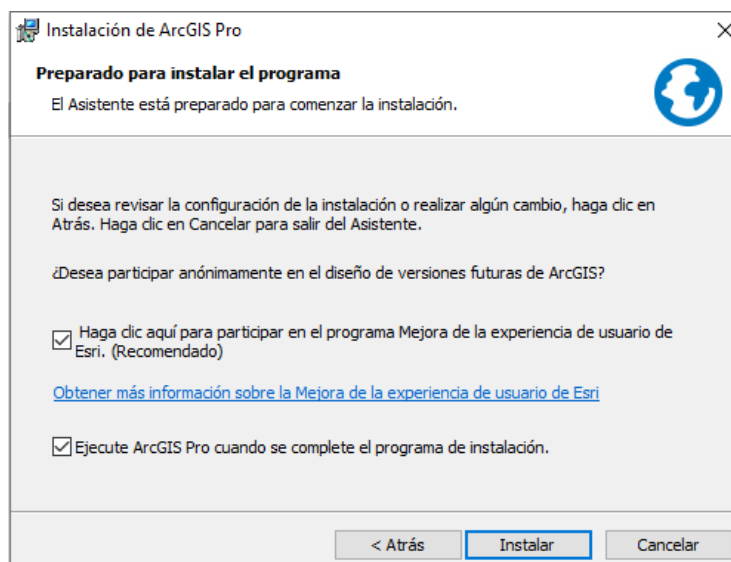 Instalación de ArcGIS Pro
Preparado para instalar el programa
El Asistente está preparado para comenzar la instalación.
Si desea revisar la configuración de la instalación o realizar algún cambio, haga clic en
Atrás. Haga clic en Cancelar para salir del Asistente.
¿Desea participar anónimamente en el diseño de versiones futuras de ArcGIS?
Haga clic aquí para participar en el programa Mejora de la experiencia de usuario de
Esri. (Recomendado)
Obtener más información sobre la Mejora de la experiencia de usuario de Esri
Ejecute ArcGIS Pro cuando se complete el programa de instalación.
< Atrás Instalar Cancelar